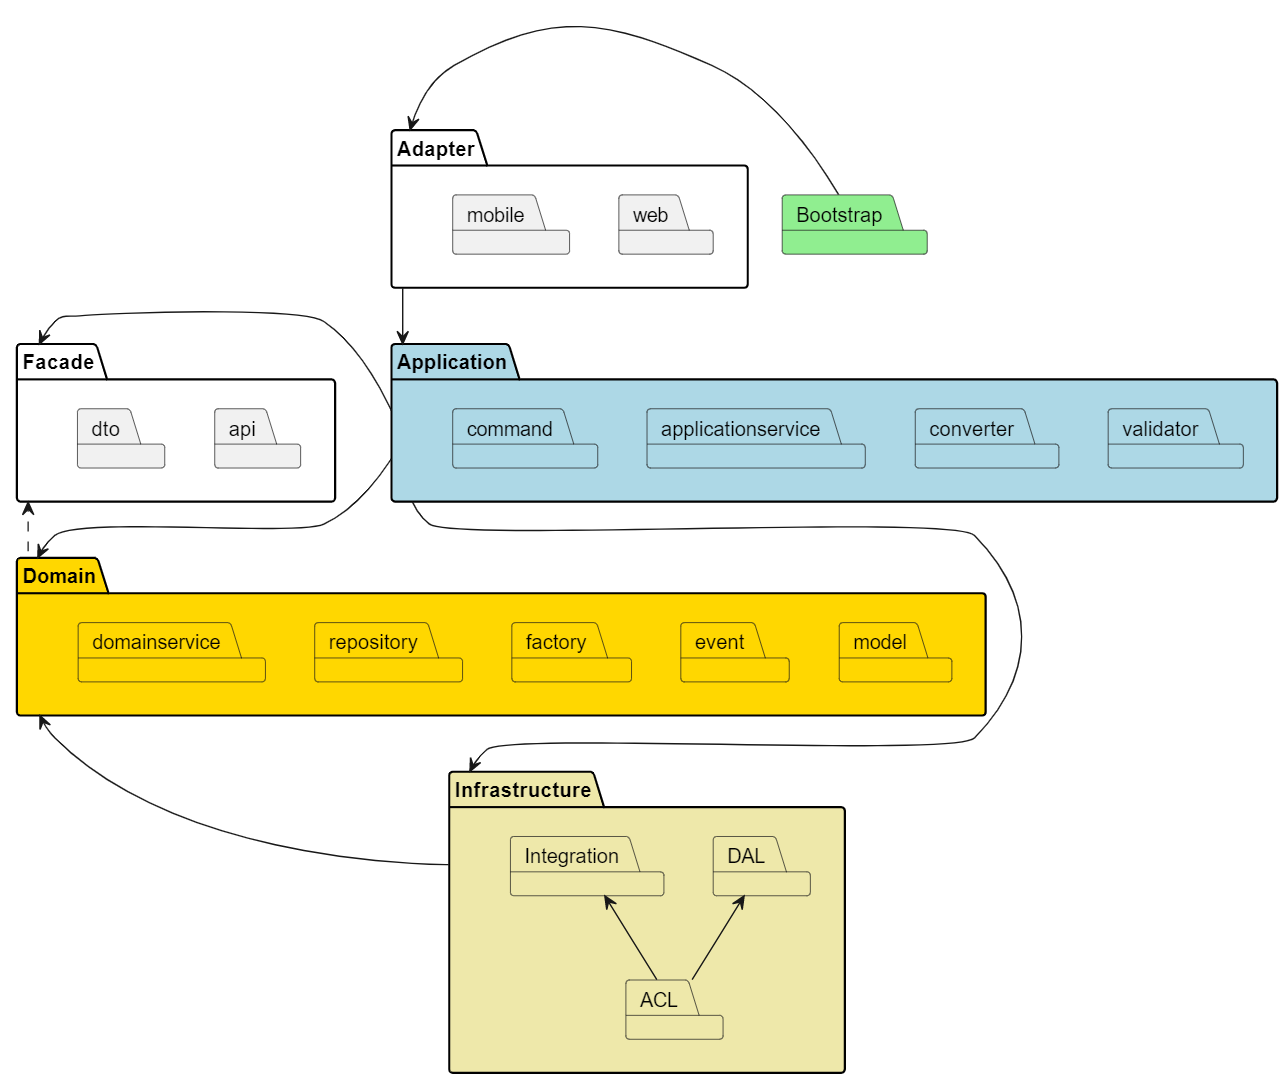 Adapter
mobile
web
Bootstrap
Facade
dto
api
Application
command
applicationservice
converter
validator
Domain
domainservice
repository
factory
event
model
Infrastructure
Integration
DAL
ACL